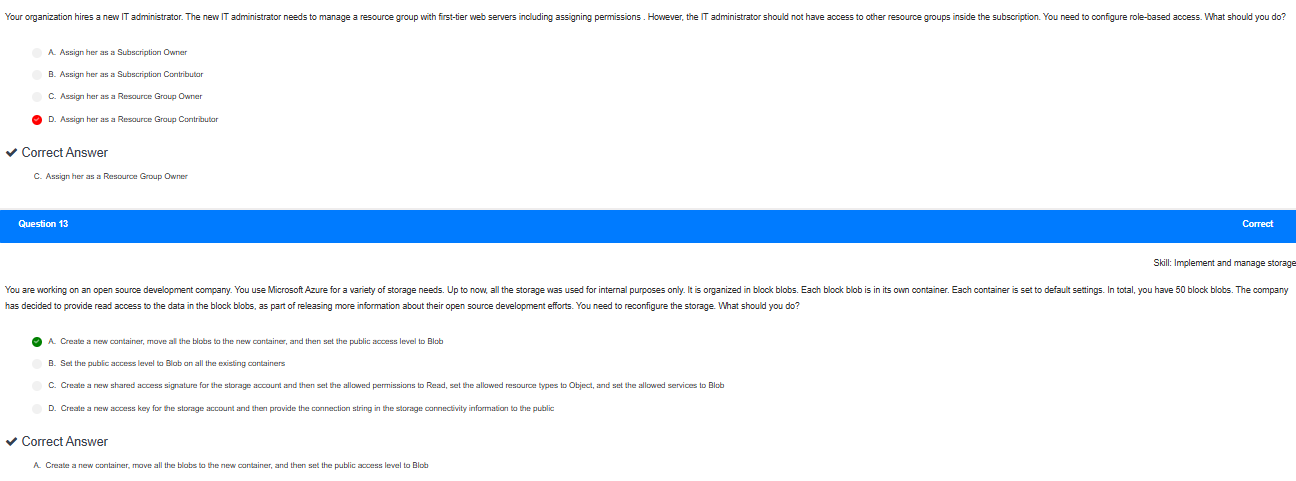 Your organization hires a new IT administrator. The new IT administrator needs to manage a resource group with first-tier web servers including assigning permissions . However, the IT administrator should not have access to other resource groups inside the subscription. You need to configure role-based access. What should you do?
A. Assign her as a Subscription Owner
B. Assign her as a Subscription Contributor
C. Assign her as a Resource Group Owner
D. Assign her as a Resource Group Contributor
Correct Answer
C. Assign her as a Resource Group Owner
Question 13 Correct
Skill: Implement and manage storage
You are working on an open source development company. You use Microsoft Azure for a variety of storage needs. Up to now, all the storage was used for internal purposes only. It is organized in block blobs. Each block blob is in its own container. Each container is set to default settings. In total, you have 50 block blobs. The company
has decided to provide read access to the data in the block blobs, as part of releasing more information about their open source development efforts. You need to reconfigure the storage. What should you do?
A. Create a new container, move all the blobs to the new container, and then set the public access level to Blob
B. Set the public access level to Blob on all the existing containers
C. Create a new shared access signature for the storage account and then set the allowed permissions to Read, set the allowed resource types to Object, and set the allowed services to Blob
D. Create a new access key for the storage account and then provide the connection string in the storage connectivity information to the public
Correct Answer
A. Create a new container, move all the blobs to the new container, and then set the public access level to Blob